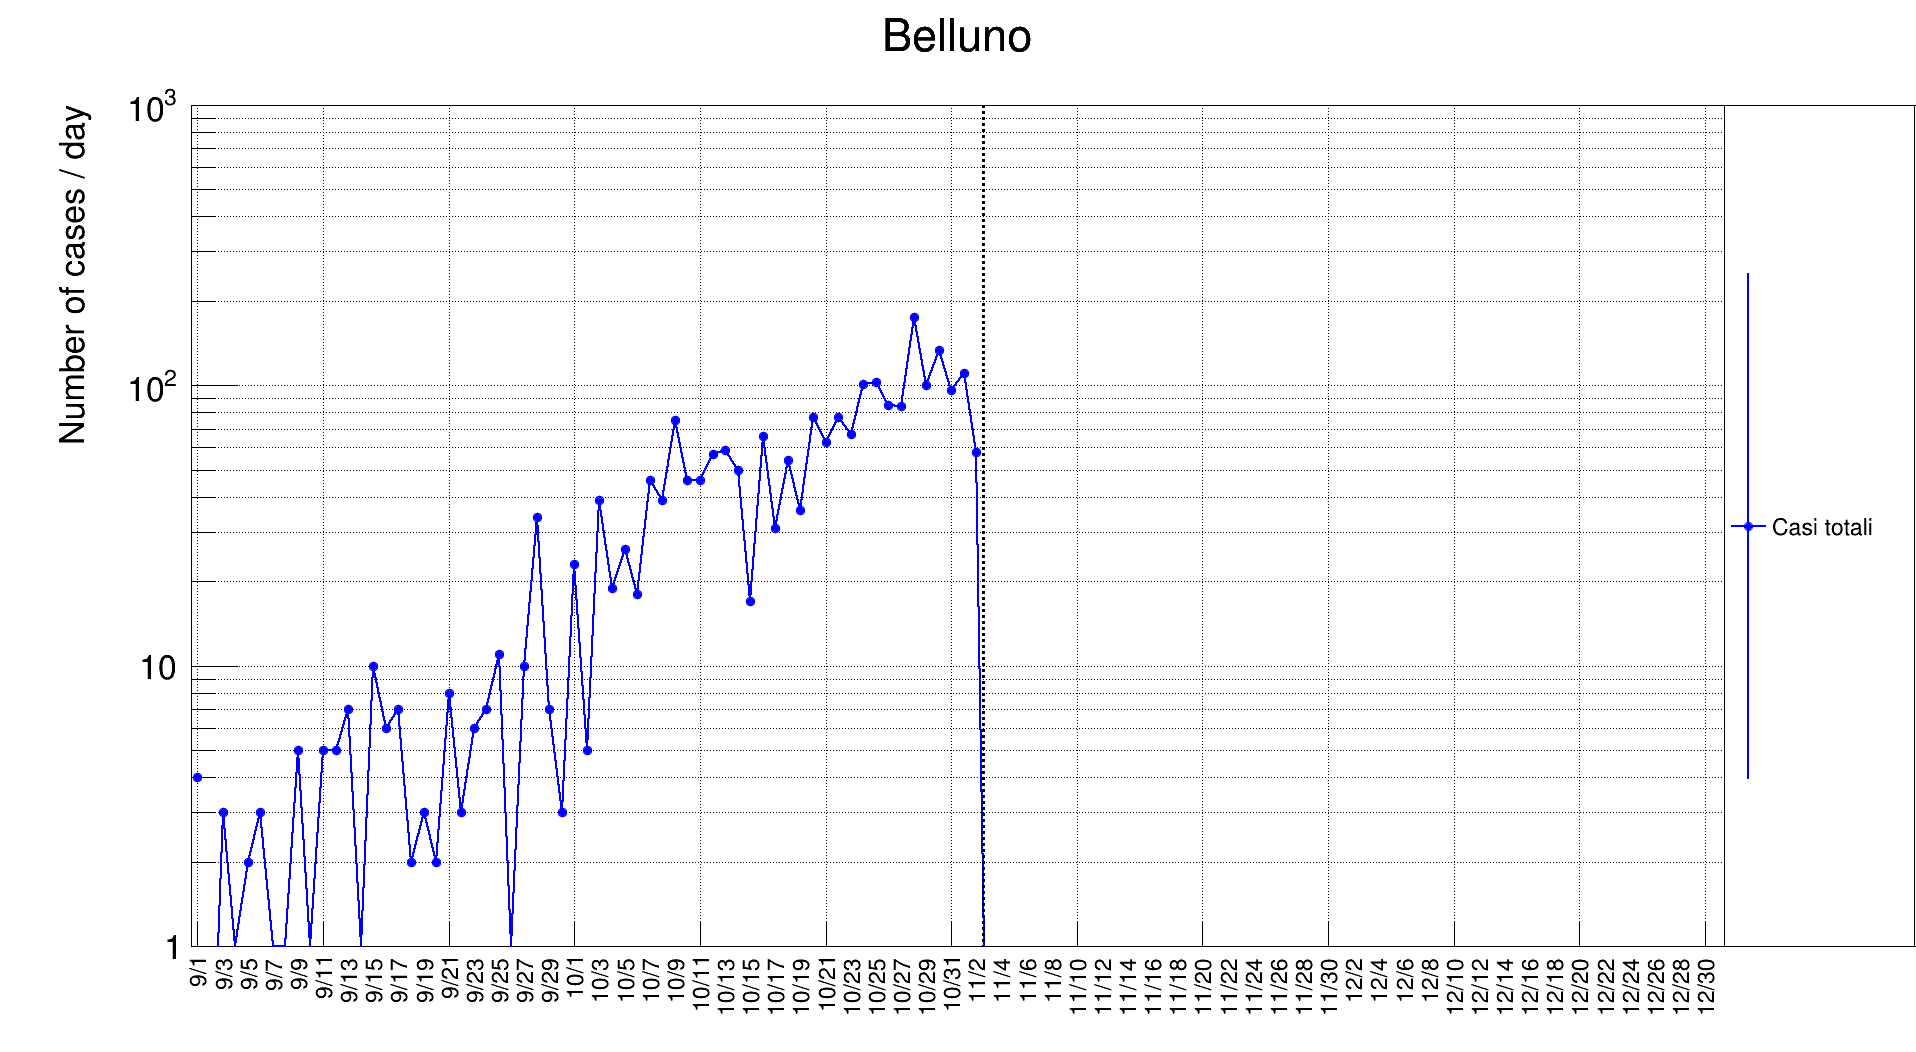 Belluno
Number of cases / day
10³
10²
10
1
9/1 9/3 9/5 9/7 9/9 9/11 9/13 9/15 9/17 9/19 9/21 9/23 9/25 9/27 9/29 10/1 10/3 10/5 10/7 10/9 10/11 10/13 10/15 10/17 10/19 10/21 10/23 10/25 10/27 10/29 10/31 11/2 11/4 11/6 11/8 11/10 11/12 11/14 11/16 11/18 11/20 11/22 11/24 11/26 11/28 11/30 12/2 12/4 12/6 12/8 12/10 12/12 12/14 12/16 12/18 12/20 12/22 12/24 12/26 12/28 12/30
Casi totali